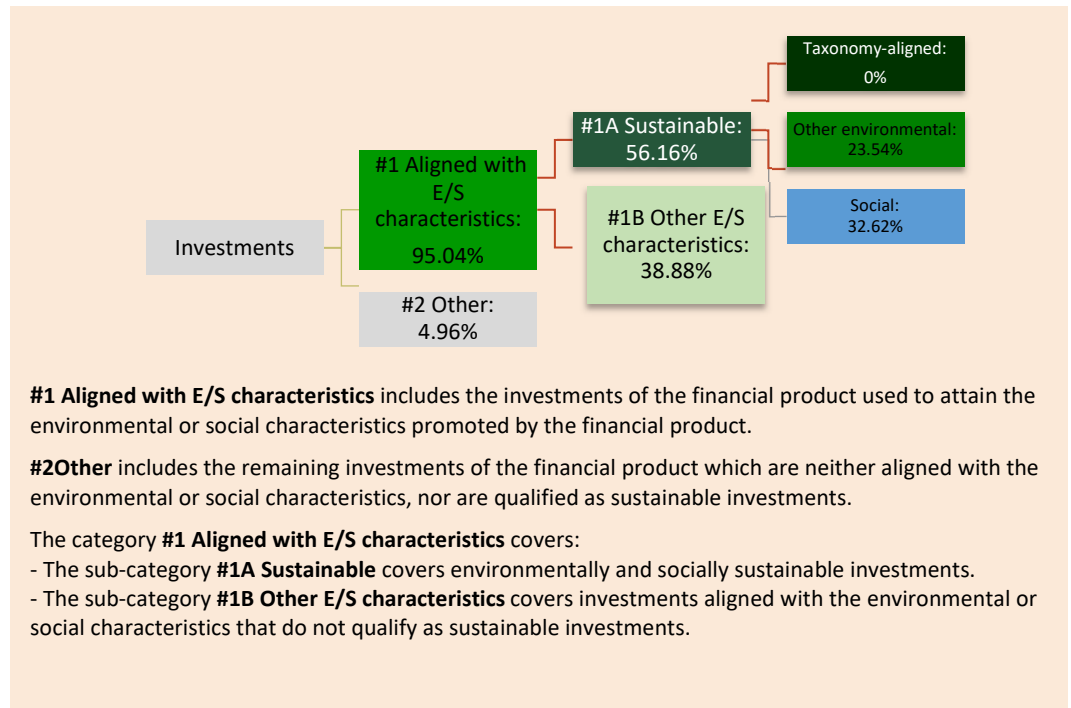 Taxonomy-aligned:
0%
#1A Sustainable:
56.16%
Other environmental:
23.54%
#1 Aligned with
E/S
characteristics:
95.04%
#1B Other E/S
characteristics:
38.88%
Social:
32.62%
Investments
#2 Other:
4.96%
#1 Aligned with E/S characteristics includes the investments of the financial product used to attain the
environmental or social characteristics promoted by the financial product.
#2Other includes the remaining investments of the financial product which are neither aligned with the
environmental or social characteristics, nor are qualified as sustainable investments.
The category #1 Aligned with E/S characteristics covers:
- The sub-category #1A Sustainable covers environmentally and socially sustainable investments.
- The sub-category #1B Other E/S characteristics covers investments aligned with the environmental or
social characteristics that do not qualify as sustainable investments.